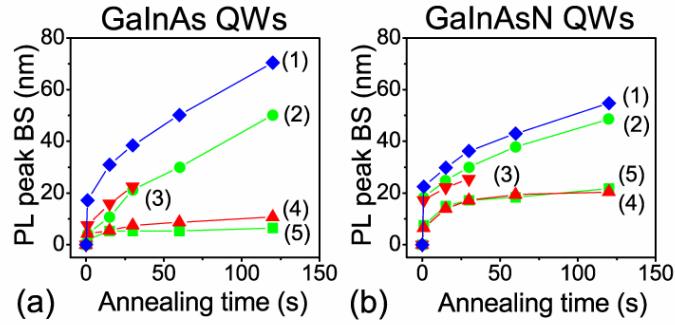 GaInAs QWs
PL peak BS (nm)
80
60
40
20
0
(1)
(2)
(3)
(4)
(5)
0 50 100 150
Annealing time (s)
(a)
GaInAsN QWs
PL peak BS (nm)
80
60
40
20
0
(1)
(2)
(3)
(5)
(4)
0 50 100 150
Annealing time (s)
(b)